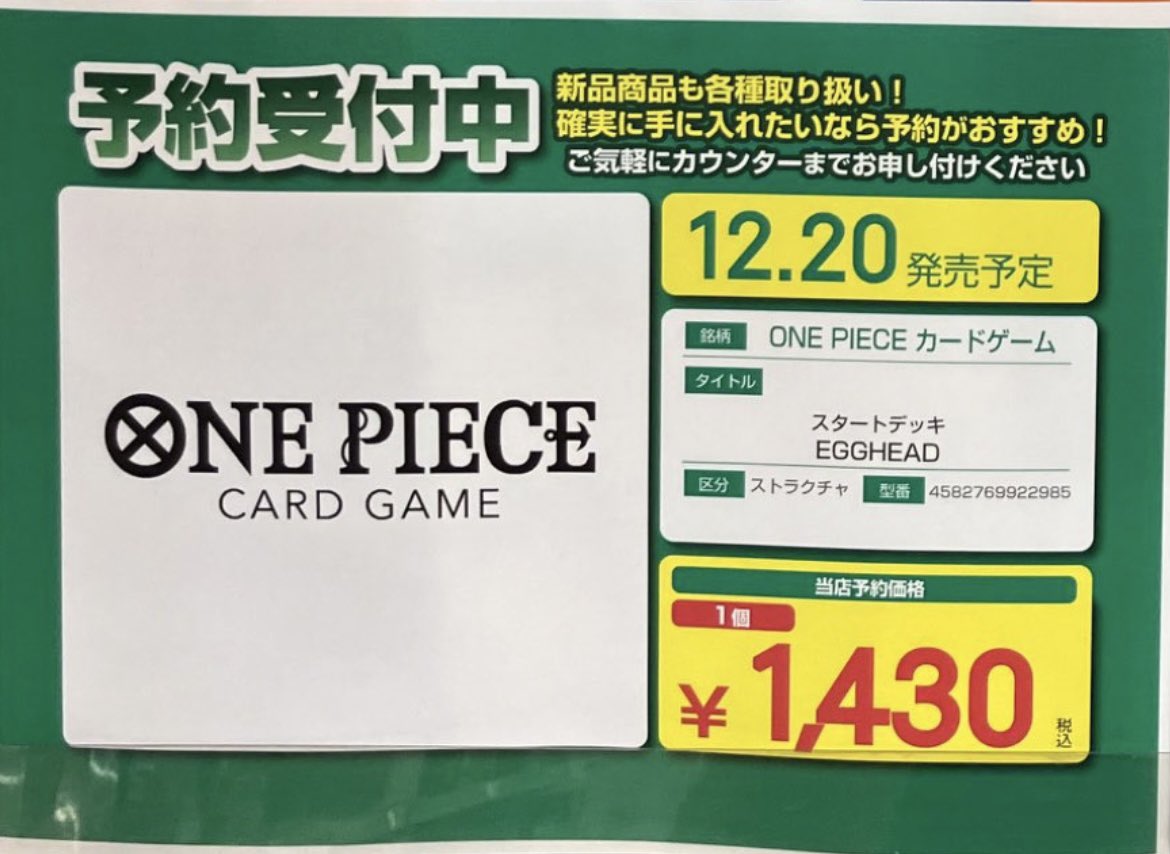 予約受付中
新品商品も各種取り扱い!
確実に手に入れたいなら予約がおすすめ!
ご気軽にカウンターまでお申し付けください
ONE PIECE
CARD GAME
12.20 発売予定
銘柄 ONE PIECE カードゲーム
タイトル
スタートデッキ
EGGHEAD
区分 ストラクチャ 型番 4582769922985
当店予約価格
1個
¥1,430 税込